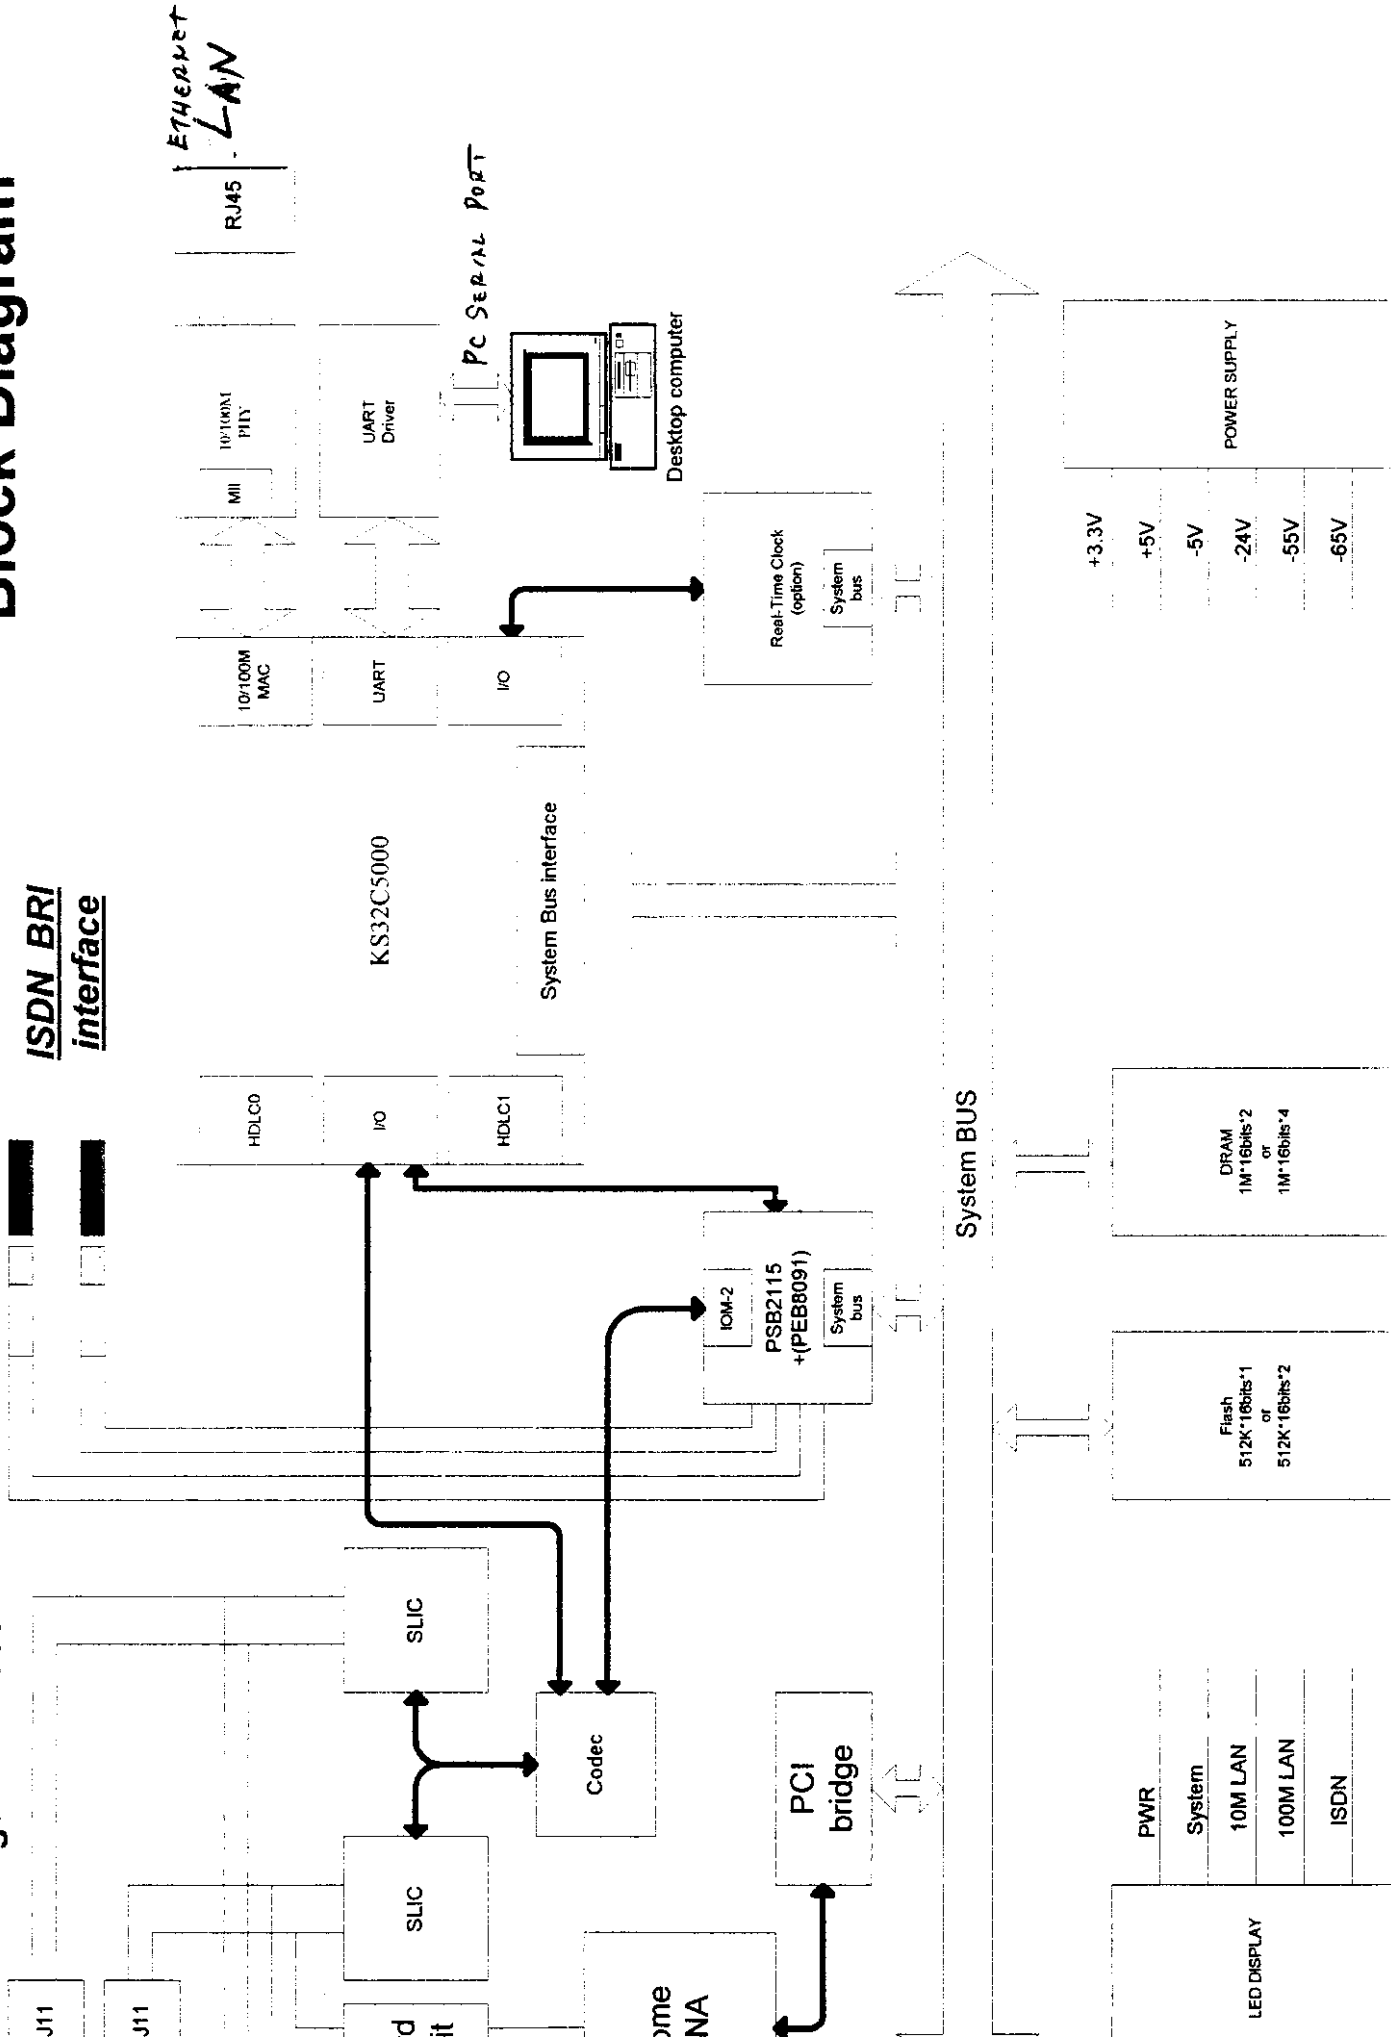 Block Diagram
ETHERNET
LAN
RJ45
10/100M
PHY
MII
UART
Driver
PC SERIAL PORT
Desktop computer
10/100M
MAC
UART
I/O
Real-Time Clock
(option)
System
bus
POWER SUPPLY
+3.3V
+5V
-5V
-24V
-55V
-65V
ISDN BRI
interface
KS32C5000
System Bus interface
HDLC0
I/O
HDLC1
IOM-2
PSB2115
+(PEB8091)
System
bus
System BUS
DRAM
1M*16bits*2
or
1M*16bits*4
Flash
512K*16bits*1
or
512K*16bits*2
SLIC
SLIC
Codec
PCI
bridge
J11
J11
PWR
System
10M LAN
100M LAN
ISDN
LED DISPLAY